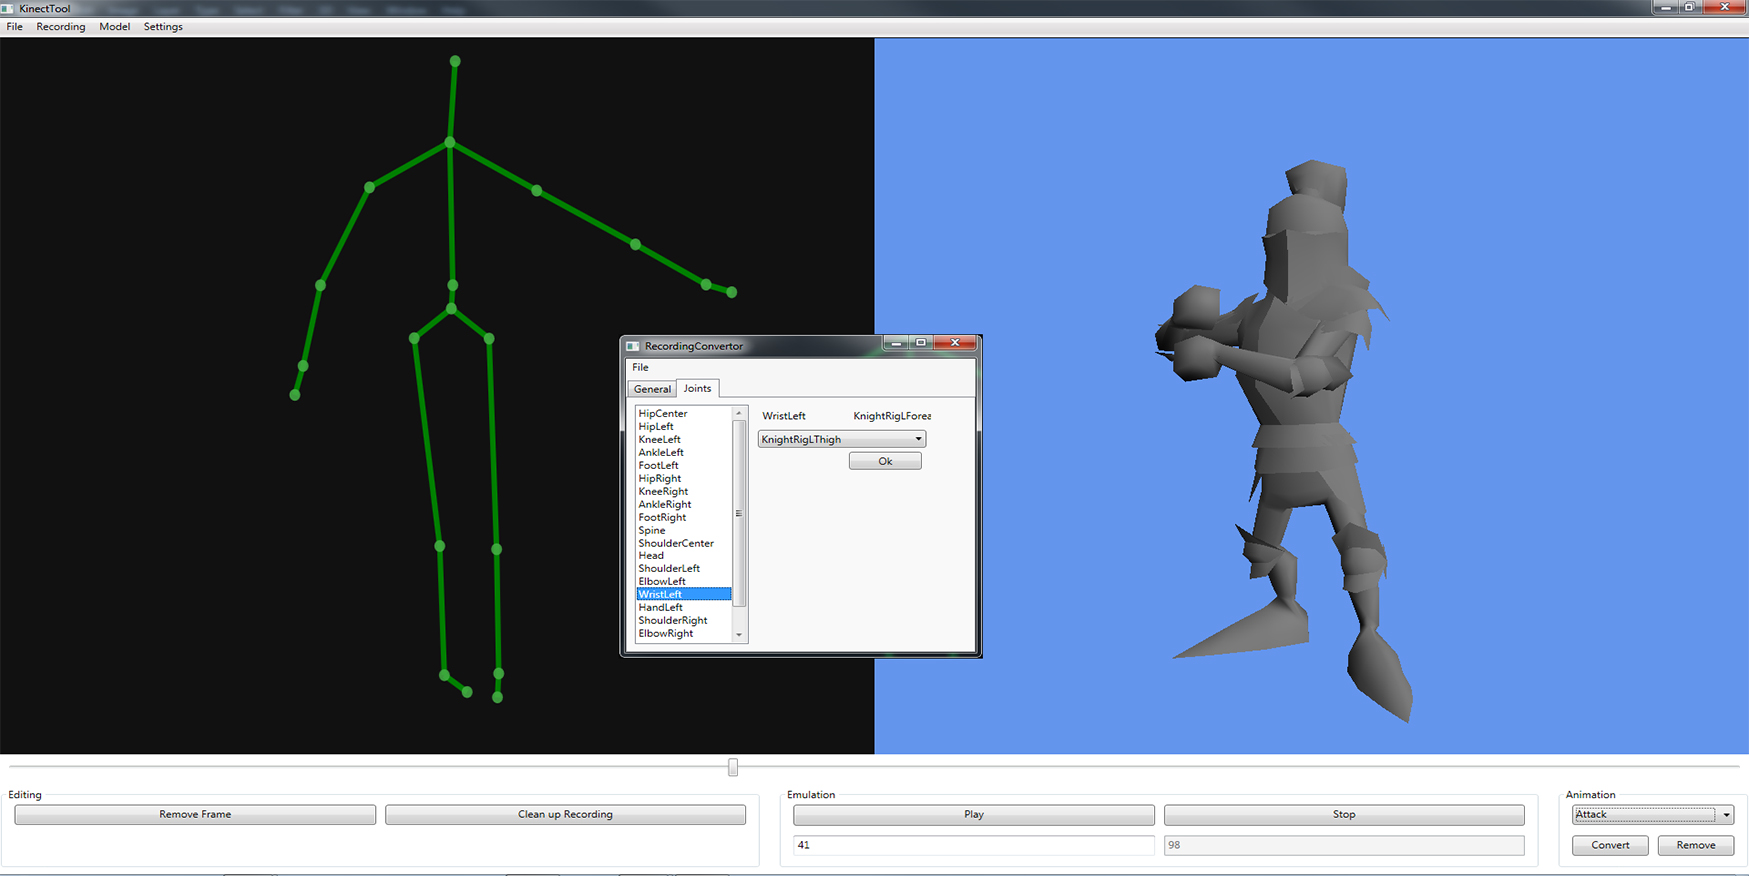 KinectTool
File Recording Model Settings
RecordingConvertor
File
General Joints
HipCenter
HipLeft
KneeLeft
AnkleLeft
FootLeft
HipRight
KneeRight
AnkleRight
FootRight
Spine
ShoulderCenter
Head
ShoulderLeft
ElbowLeft
WristLeft
HandLeft
ShoulderRight
ElbowRight
WristLeft KnightRigLForea
KnightRigLThigh
Ok
Editing
Remove Frame Clean up Recording
Emulation
Play Stop
41 98
Animation
Attack
Convert Remove